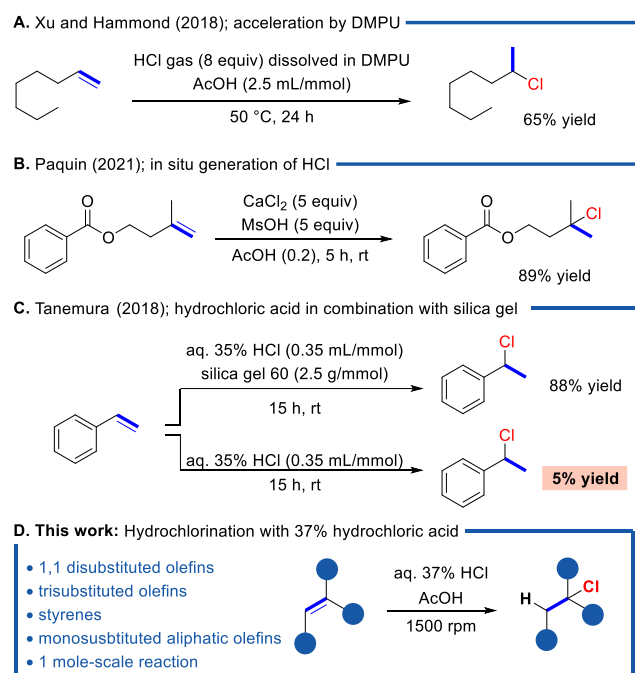 A. Xu and Hammond (2018); acceleration by DMPU
HCl gas (8 equiv) dissolved in DMPU
AcOH (2.5 mL/mmol)
50 °C, 24 h
Cl
65% yield
B. Paquin (2021); in situ generation of HCl
O
O
CaCl₂ (5 equiv)
MsOH (5 equiv)
AcOH (0.2), 5 h, rt
O
O
Cl
89% yield
C. Tanemura (2018); hydrochloric acid in combination with silica gel
aq. 35% HCl (0.35 mL/mmol)
silica gel 60 (2.5 g/mmol)
15 h, rt
Cl
88% yield
aq. 35% HCl (0.35 mL/mmol)
15 h, rt
Cl
5% yield
D. This work: Hydrochlorination with 37% hydrochloric acid
• 1,1 disubstituted olefins
• trisubstituted olefins
• styrenes
• monosusbtituted aliphatic olefins
• 1 mole-scale reaction
aq. 37% HCl
AcOH
1500 rpm
H
Cl